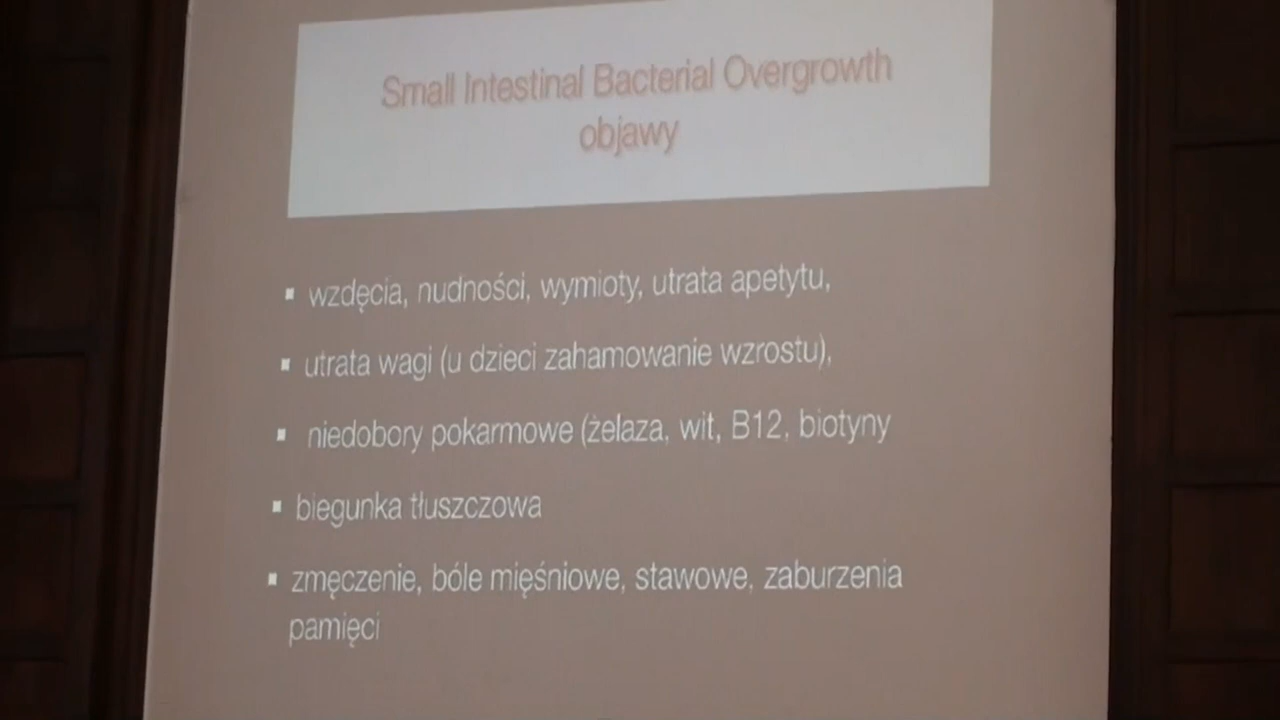 Small Intestinal Bacterial Overgrowth
objawy
▪ wzdęcia, nudności, wymioty, utrata apetytu,
▪ utrata wagi (u dzieci zahamowanie wzrostu),
▪ niedobory pokarmowe (żelaza, wit, B12, biotyny
▪ biegunka tłuszczowa
▪ zmęczenie, bóle mięśniowe, stawowe, zaburzenia
pamięci